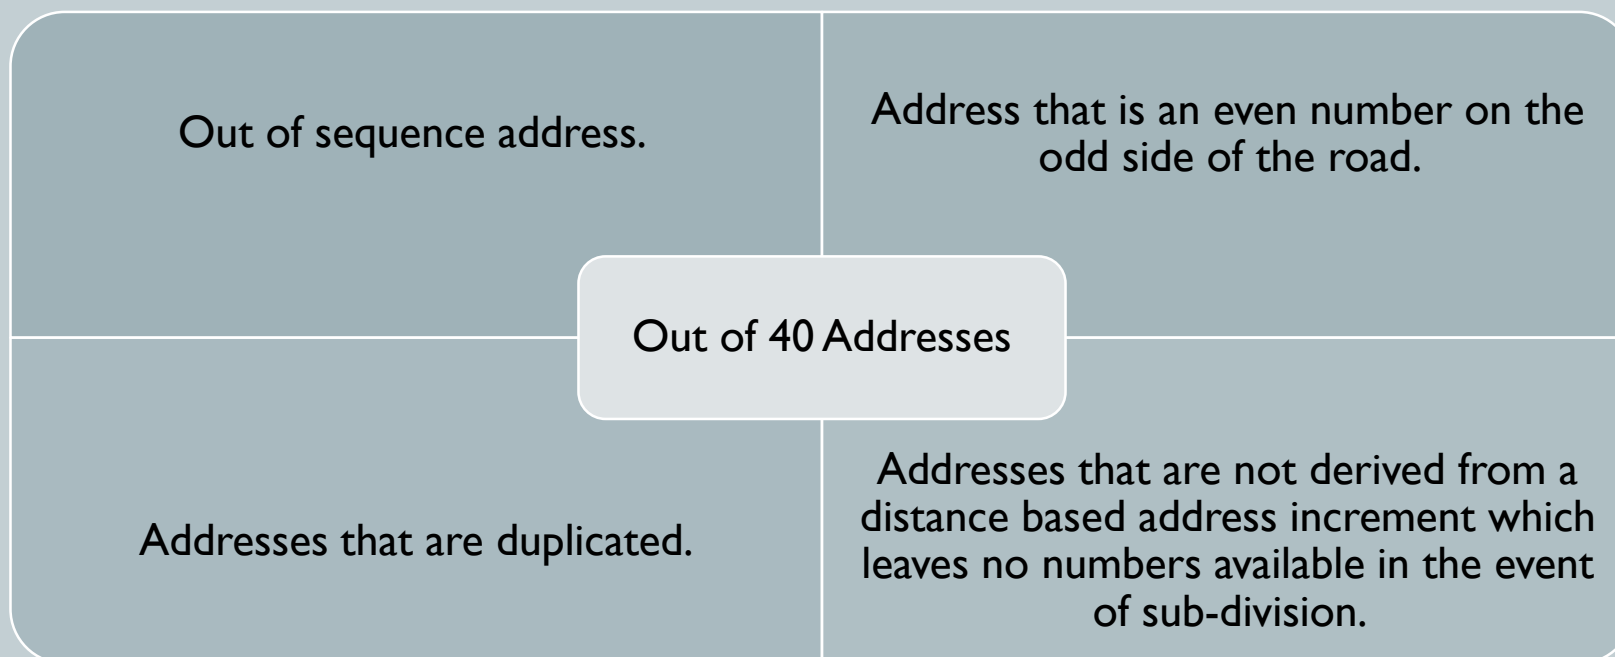 Out of sequence address.
Address that is an even number on the
odd side of the road.
Out of 40 Addresses
Addresses that are duplicated.
Addresses that are not derived from a
distance based address increment which
leaves no numbers available in the event
of sub-division.